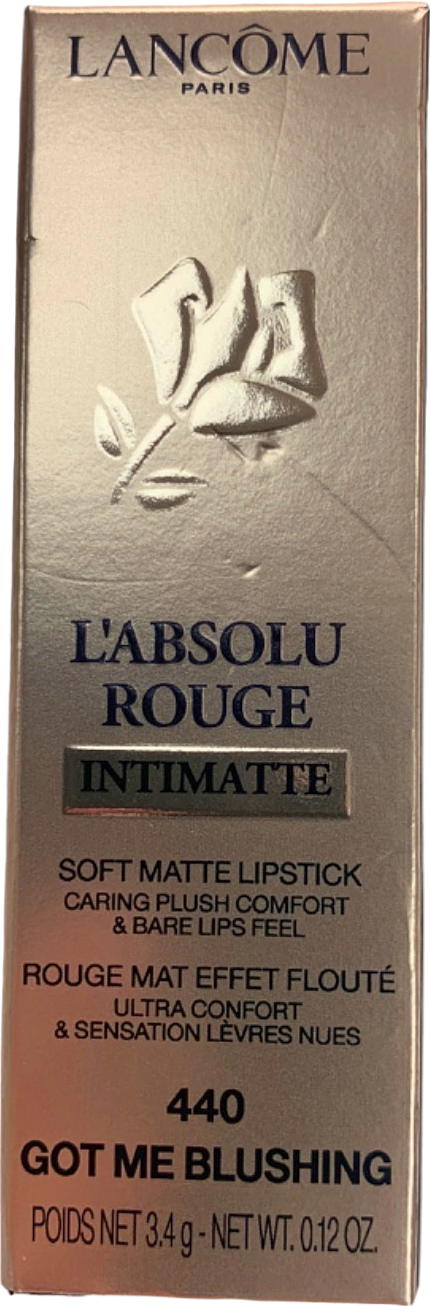 LANCÔME
PARIS
L'ABSOLU
ROUGE
INTIMATTE
SOFT MATTE LIPSTICK
CARING PLUSH COMFORT
& BARE LIPS FEEL
ROUGE MAT EFFET FLOUTÉ
ULTRA CONFORT
& SENSATION LÈVRES NUES
440
GOT ME BLUSHING
POIDS NET 3.4 g - NET WT. 0.12 OZ.